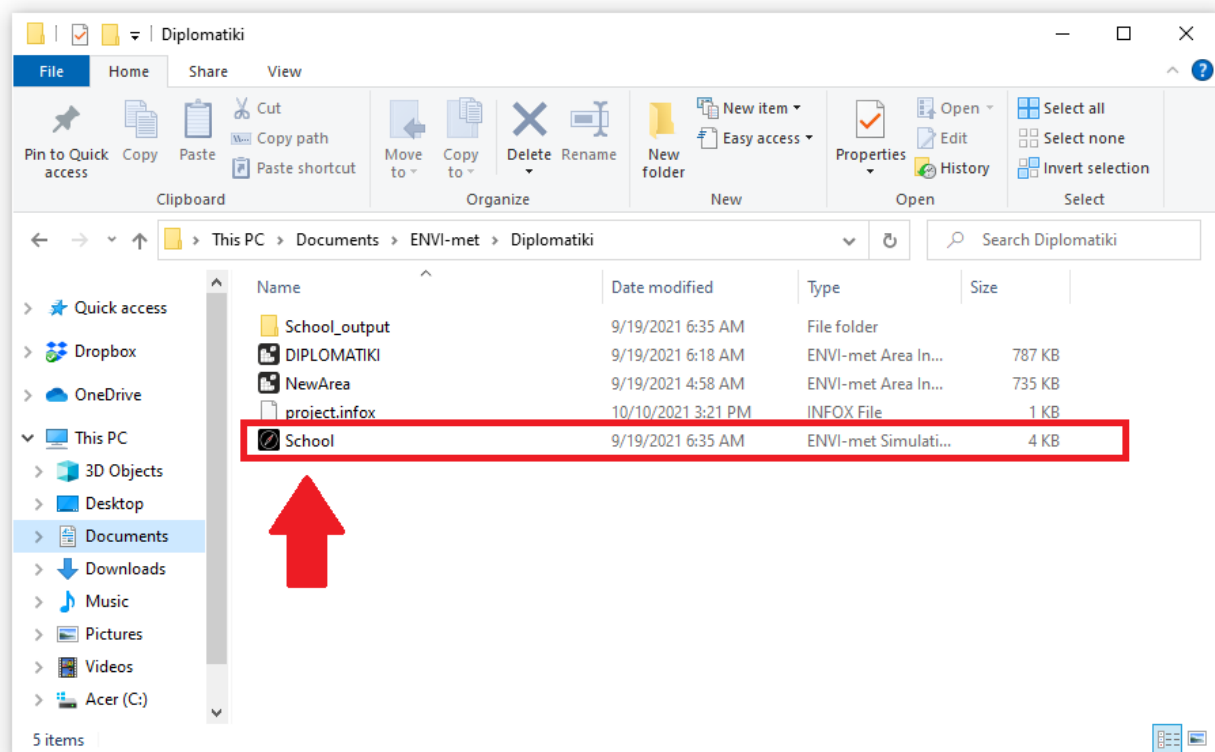 Diplomatiki
File Home Share View
Pin to Quick access
Copy
Paste
Cut
Copy path
Paste shortcut
Clipboard
Move to
Copy to
Delete
Rename
Organize
New folder
New item
Easy access
New
Properties
Open
Edit
History
Open
Select all
Select none
Invert selection
Select
This PC > Documents > ENVI-met > Diplomatiki
Search Diplomatiki
Quick access
Dropbox
OneDrive
This PC
3D Objects
Desktop
Documents
Downloads
Music
Pictures
Videos
Acer (C:)
Name Date modified Type Size
School_output 9/19/2021 6:35 AM File folder
DIPLOMATIKI 9/19/2021 6:18 AM ENVI-met Area In... 787 KB
NewArea 9/19/2021 4:58 AM ENVI-met Area In... 735 KB
project.infox 10/10/2021 3:21 PM INFOX File 1 KB
School 9/19/2021 6:35 AM ENVI-met Simulati... 4 KB
5 items